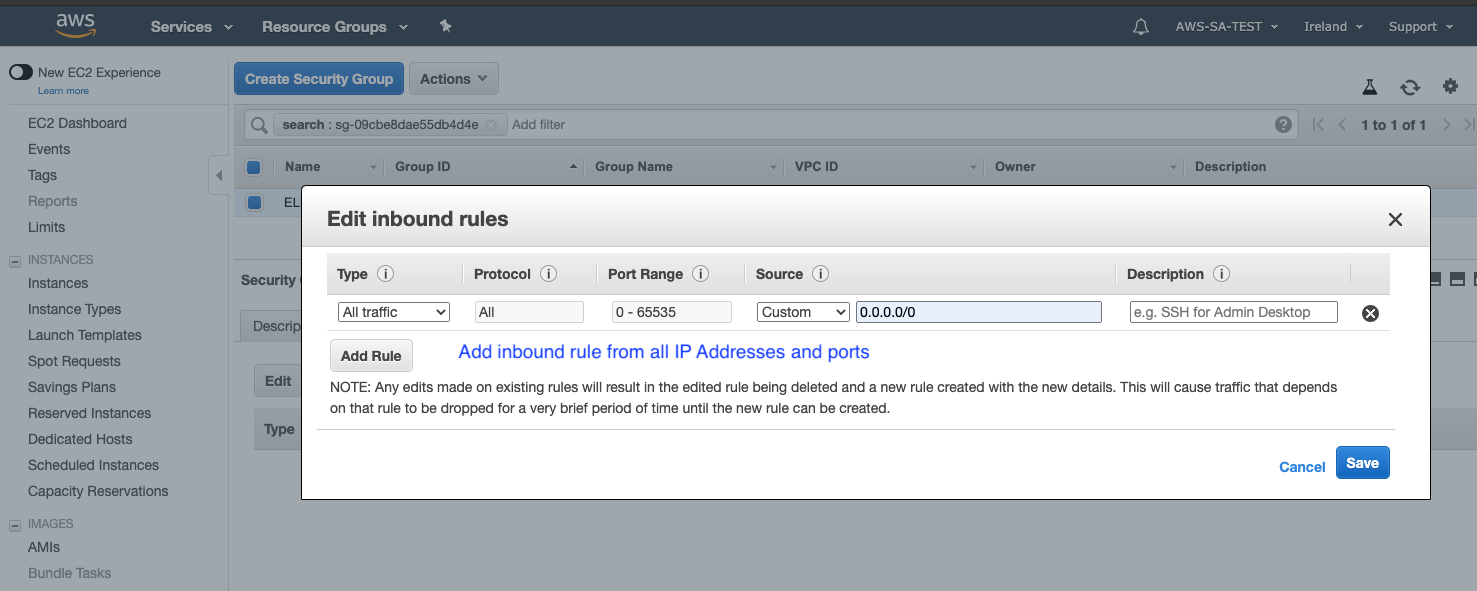 aws
Services
Resource Groups
AWS-SA-TEST
Ireland
Support
New EC2 Experience
Learn more
EC2 Dashboard
Events
Tags
Reports
Limits
INSTANCES
Instances
Instance Types
Launch Templates
Spot Requests
Savings Plans
Reserved Instances
Dedicated Hosts
Scheduled Instances
Capacity Reservations
IMAGES
AMIs
Bundle Tasks
Create Security Group
Actions
search : sg-09cbe8dae55db4d4e
Add filter
1 to 1 of 1
Name
Group ID
Group Name
VPC ID
Owner
Description
EL
Security
Descrip
Edit
Type
Edit inbound rules
Type
Protocol
Port Range
Source
Description
All traffic
All
0 - 65535
Custom
0.0.0.0/0
e.g. SSH for Admin Desktop
Add Rule
Add inbound rule from all IP Addresses and ports
NOTE: Any edits made on existing rules will result in the edited rule being deleted and a new rule created with the new details. This will cause traffic that depends
on that rule to be dropped for a very brief period of time until the new rule can be created.
Cancel
Save